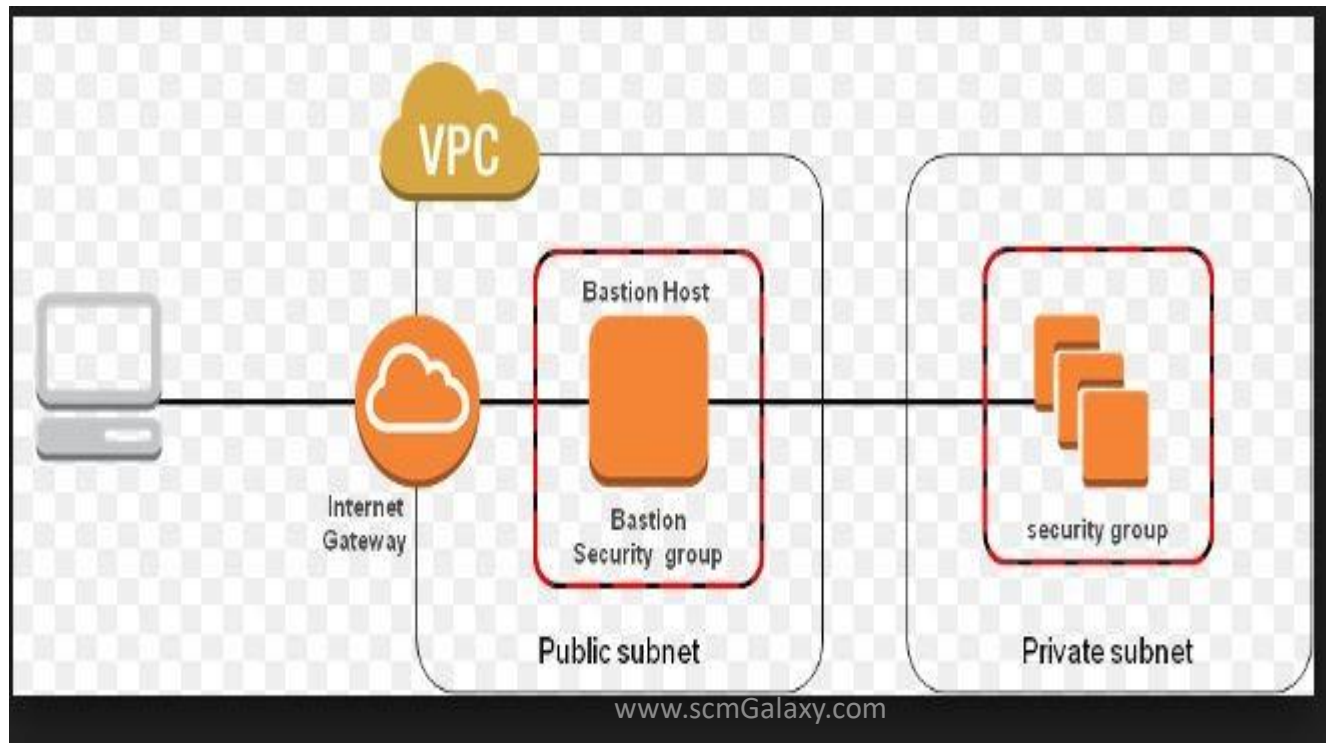 VPC
Bastion Host
Internet
Gateway
Bastion
Security group
security group
Public subnet
Private subnet
www.scmGalaxy.com